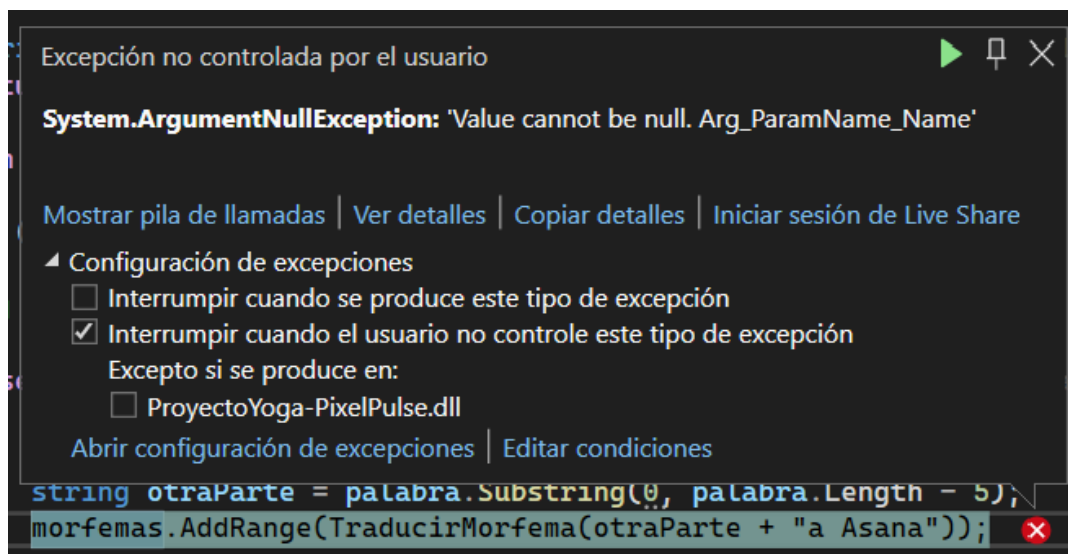 Excepción no controlada por el usuario
System.ArgumentNullException: 'Value cannot be null. Arg_ParamName_Name'
Mostrar pila de llamadas | Ver detalles | Copiar detalles | Iniciar sesión de Live Share
Configuración de excepciones
Interrumpir cuando se produce este tipo de excepción
Interrumpir cuando el usuario no controle este tipo de excepción
Excepto si se produce en:
ProyectoYoga-PixelPulse.dll
Abrir configuración de excepciones | Editar condiciones
string otraParte = palabra.Substring(0, palabra.Length - 5);
morfemas.AddRange(TraducirMorfema(otraParte + "a Asana"));